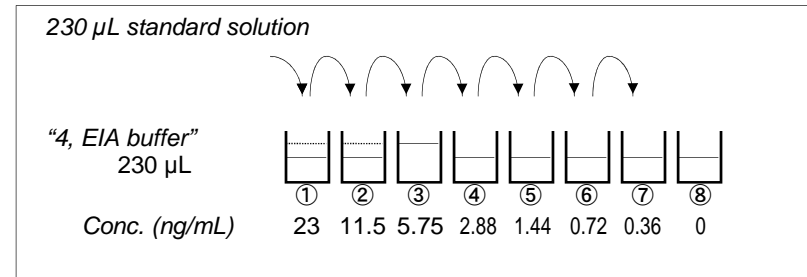 230 µL standard solution
“4, EIA buffer”
230 µL
① ② ③ ④ ⑤ ⑥ ⑦ ⑧
Conc. (ng/mL) 23 11.5 5.75 2.88 1.44 0.72 0.36 0